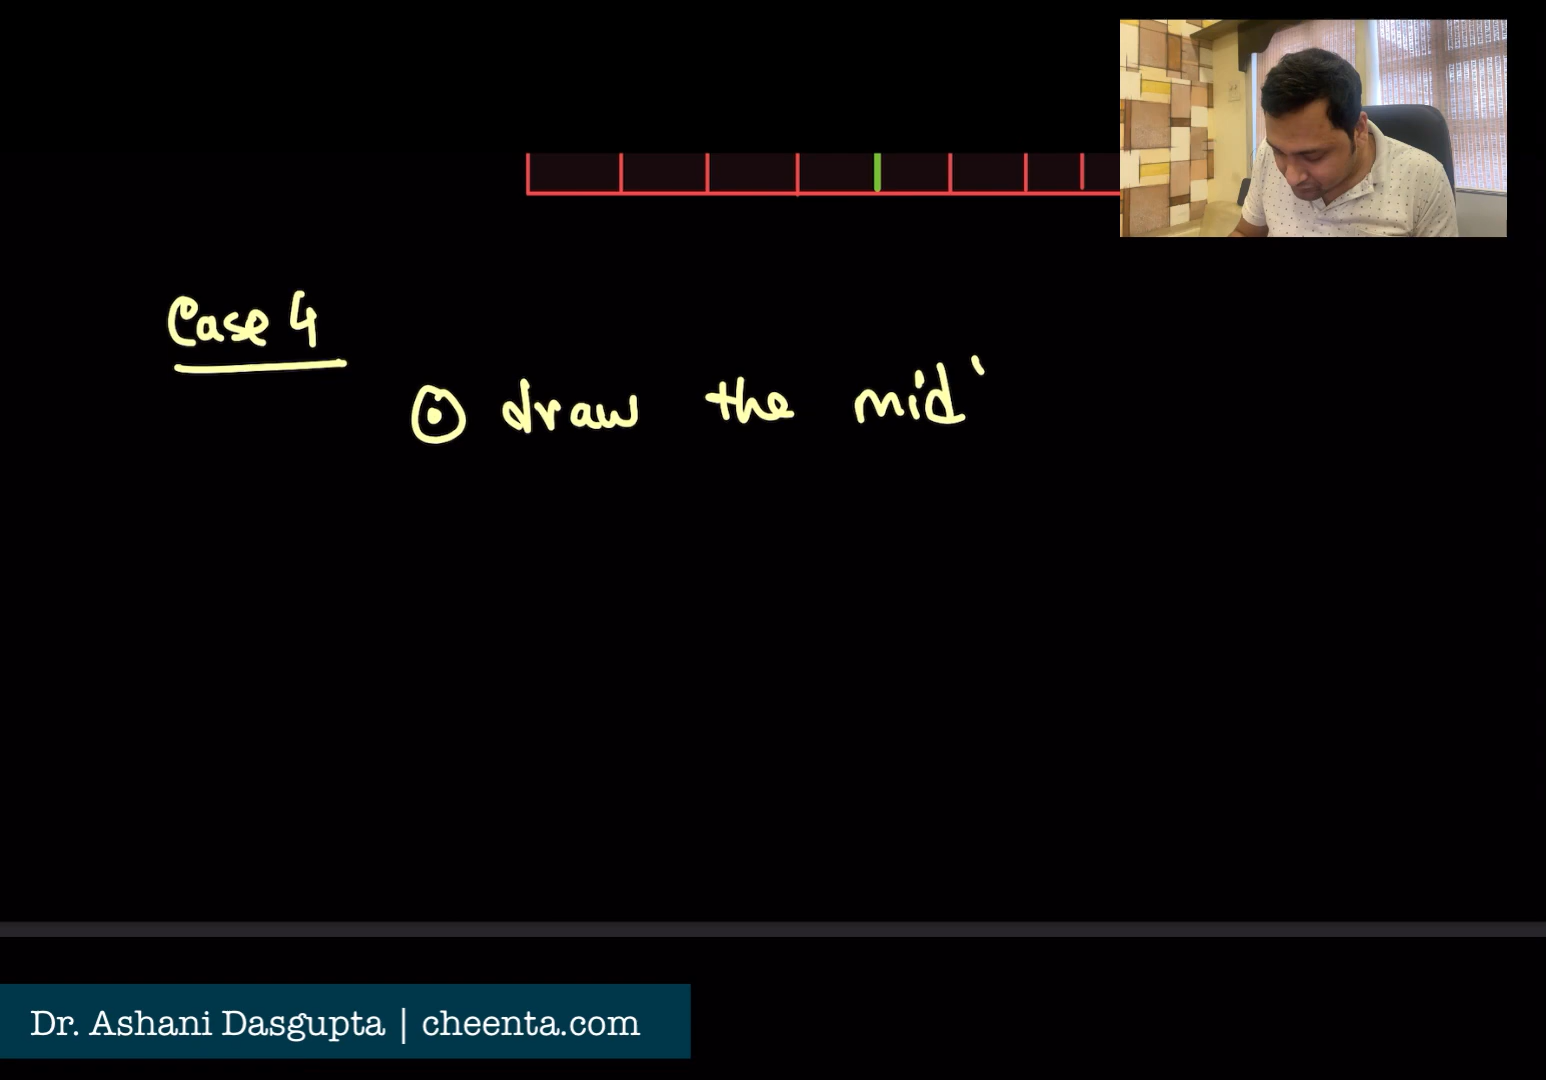 Case 4
⊙ draw the mid'
Dr. Ashani Dasgupta | cheenta.com